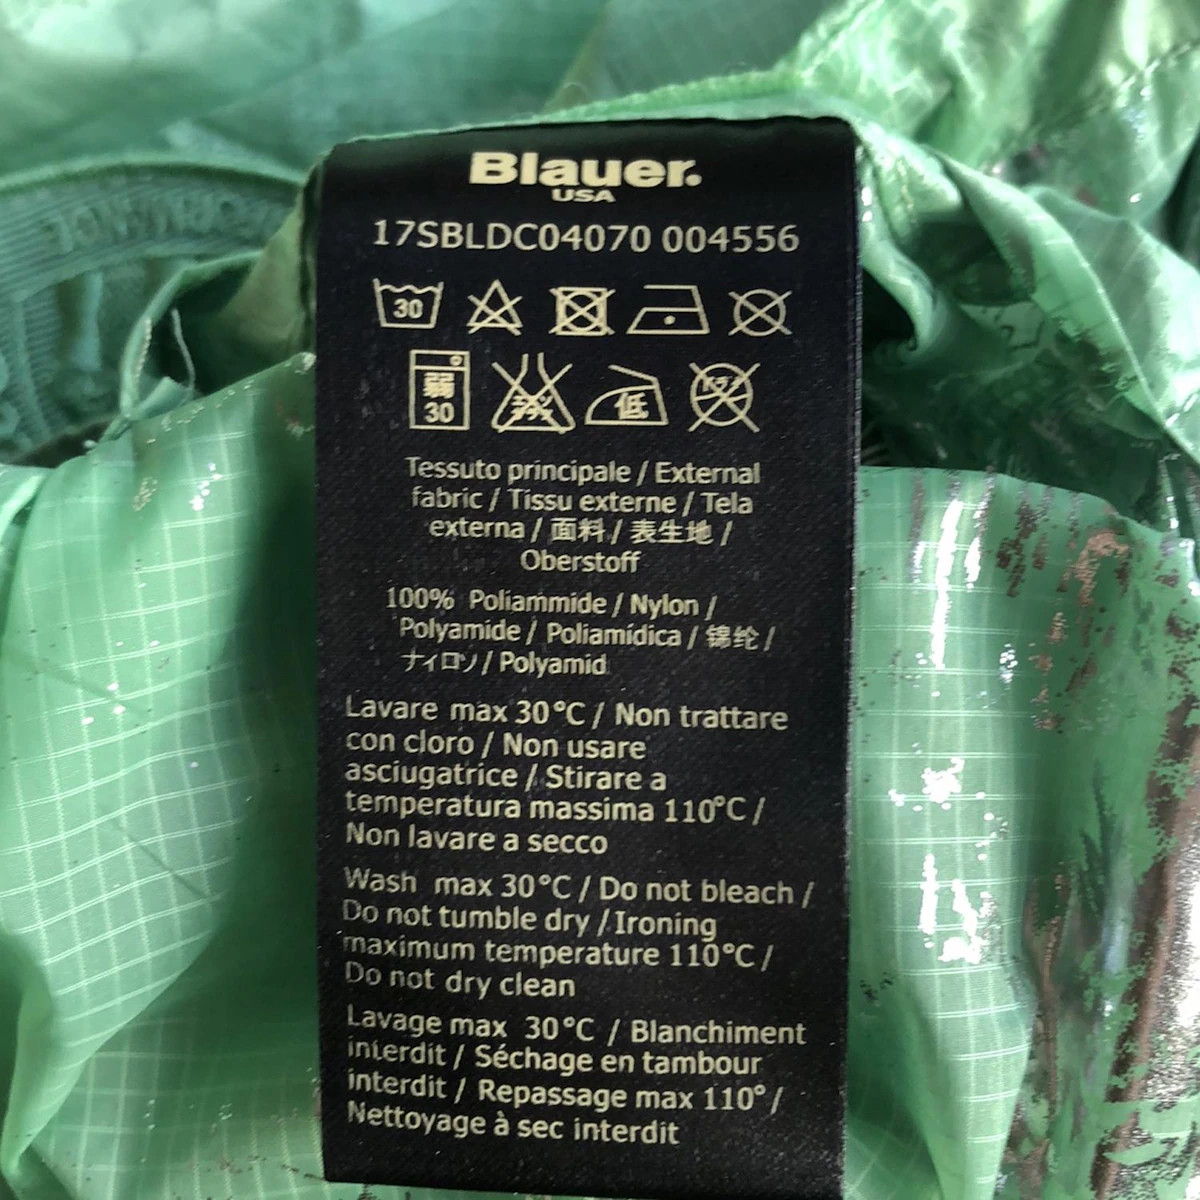 Blauer.
USA
17SBLDC04070 004556
30
弱
30
低
Tessuto principale / External
fabric / Tissu externe / Tela
externa / 面料 / 表生地 /
Oberstoff
100% Poliammide / Nylon /
Polyamide / Poliamídica / 锦纶 /
ナイロン / Polyamid
Lavare max 30°C / Non trattare
con cloro / Non usare
asciugatrice / Stirare a
temperatura massima 110°C /
Non lavare a secco
Wash max 30°C / Do not bleach /
Do not tumble dry / Ironing
maximum temperature 110°C /
Do not dry clean
Lavage max 30°C / Blanchiment
interdit / Séchage en tambour
interdit / Repassage max 110° /
Nettoyage à sec interdit